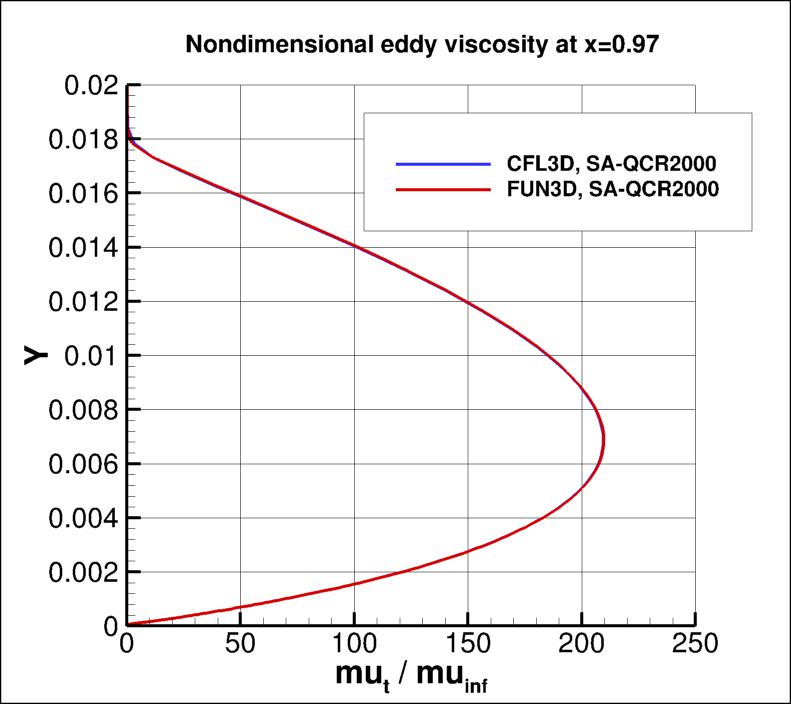 Nondimensional eddy viscosity at x=0.97
0.02
0.018
CFL3D, SA-QCR2000
FUN3D, SA-QCR2000
0.016
0.014
0.012
Y
0.01
0.008
0.006
0.004
0.002
0
0 50 100 150 200 250
mu_t / mu_inf